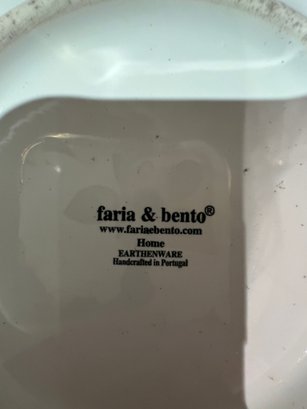 faria & bento®
www.fariaebento.com
Home
EARTHENWARE
Handcrafted in Portugal